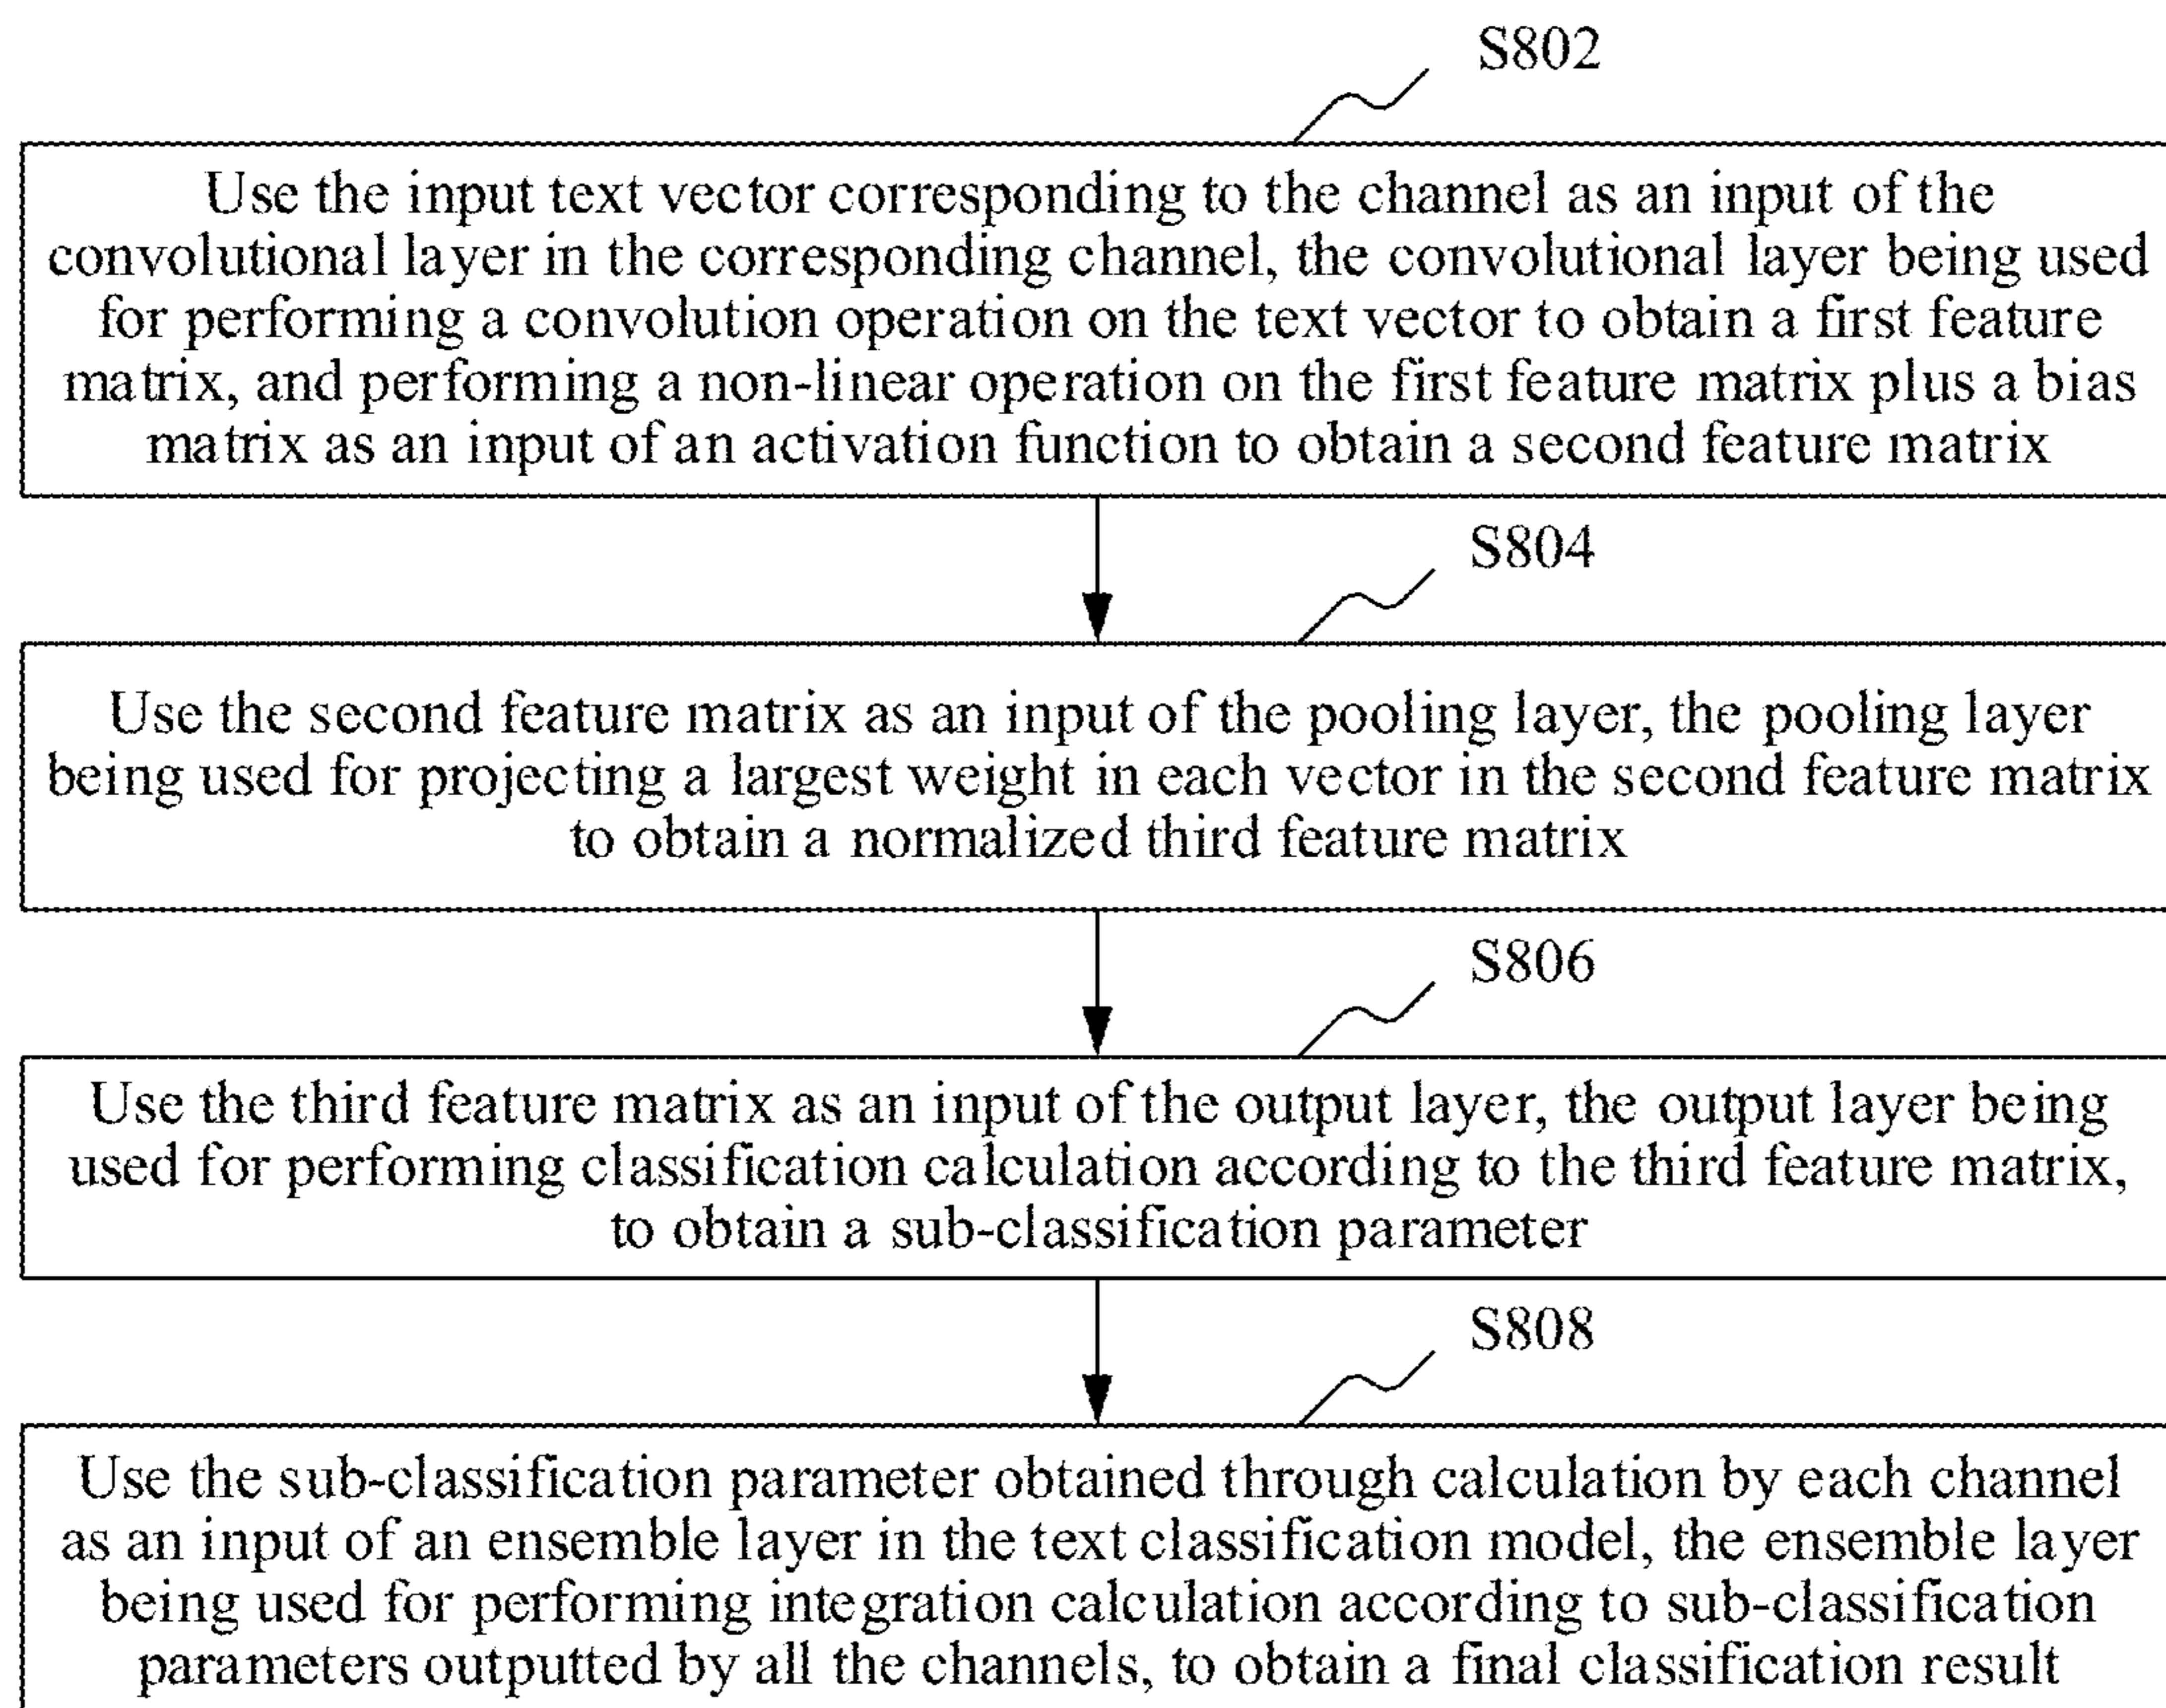 S802
Use the input text vector corresponding to the channel as an input of the
convolutional layer in the corresponding channel, the convolutional layer being used
for performing a convolution operation on the text vector to obtain a first feature
matrix, and performing a non-linear operation on the first feature matrix plus a bias
matrix as an input of an activation function to obtain a second feature matrix
S804
Use the second feature matrix as an input of the pooling layer, the pooling layer
being used for projecting a largest weight in each vector in the second feature matrix
to obtain a normalized third feature matrix
S806
Use the third feature matrix as an input of the output layer, the output layer being
used for performing classification calculation according to the third feature matrix,
to obtain a sub-classification parameter
S808
Use the sub-classification parameter obtained through calculation by each channel
as an input of an ensemble layer in the text classification model, the ensemble layer
being used for performing integration calculation according to sub-classification
parameters outputted by all the channels, to obtain a final classification result